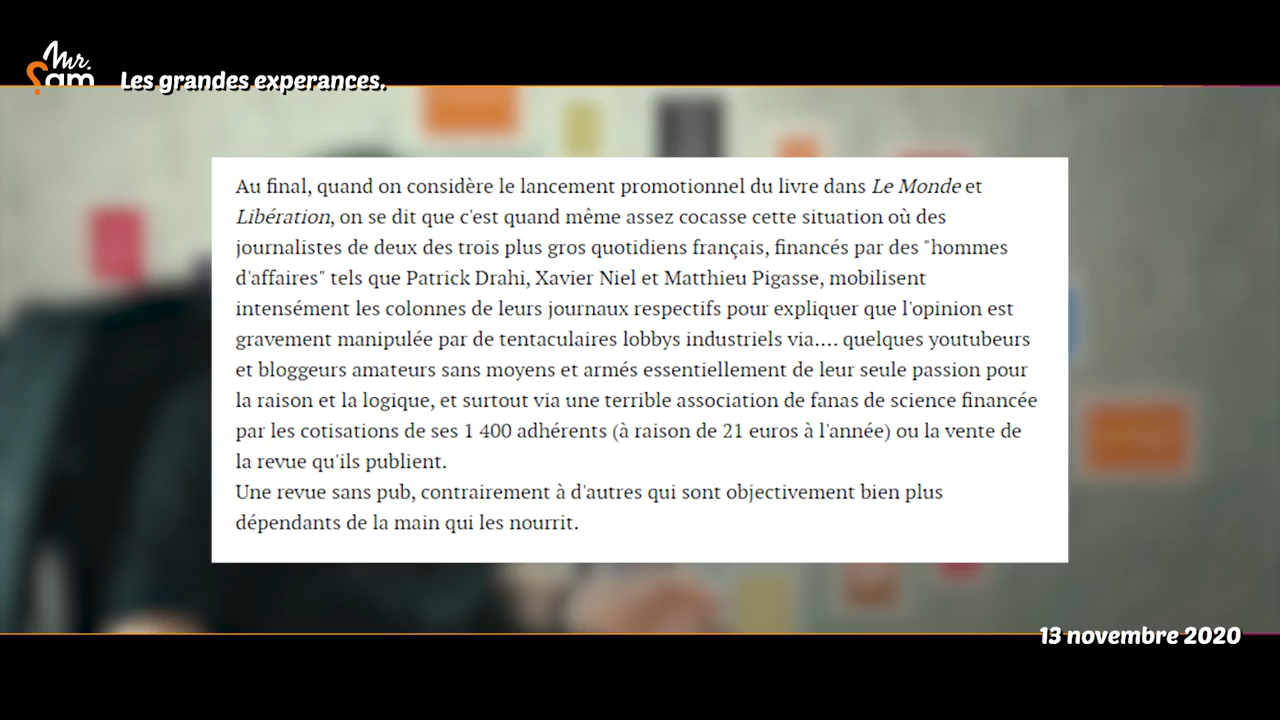 Mr.
Sam
Les grandes experances.
Au final, quand on considère le lancement promotionnel du livre dans Le Monde et
Libération, on se dit que c'est quand même assez cocasse cette situation où des
journalistes de deux des trois plus gros quotidiens français, financés par des "hommes
d'affaires" tels que Patrick Drahi, Xavier Niel et Matthieu Pigasse, mobilisent
intensément les colonnes de leurs journaux respectifs pour expliquer que l'opinion est
gravement manipulée par de tentaculaires lobbys industriels via.... quelques youtubeurs
et bloggeurs amateurs sans moyens et armés essentiellement de leur seule passion pour
la raison et la logique, et surtout via une terrible association de fanas de science financée
par les cotisations de ses 1 400 adhérents (à raison de 21 euros à l'année) ou la vente de
la revue qu'ils publient.
Une revue sans pub, contrairement à d'autres qui sont objectivement bien plus
dépendants de la main qui les nourrit.
13 novembre 2020